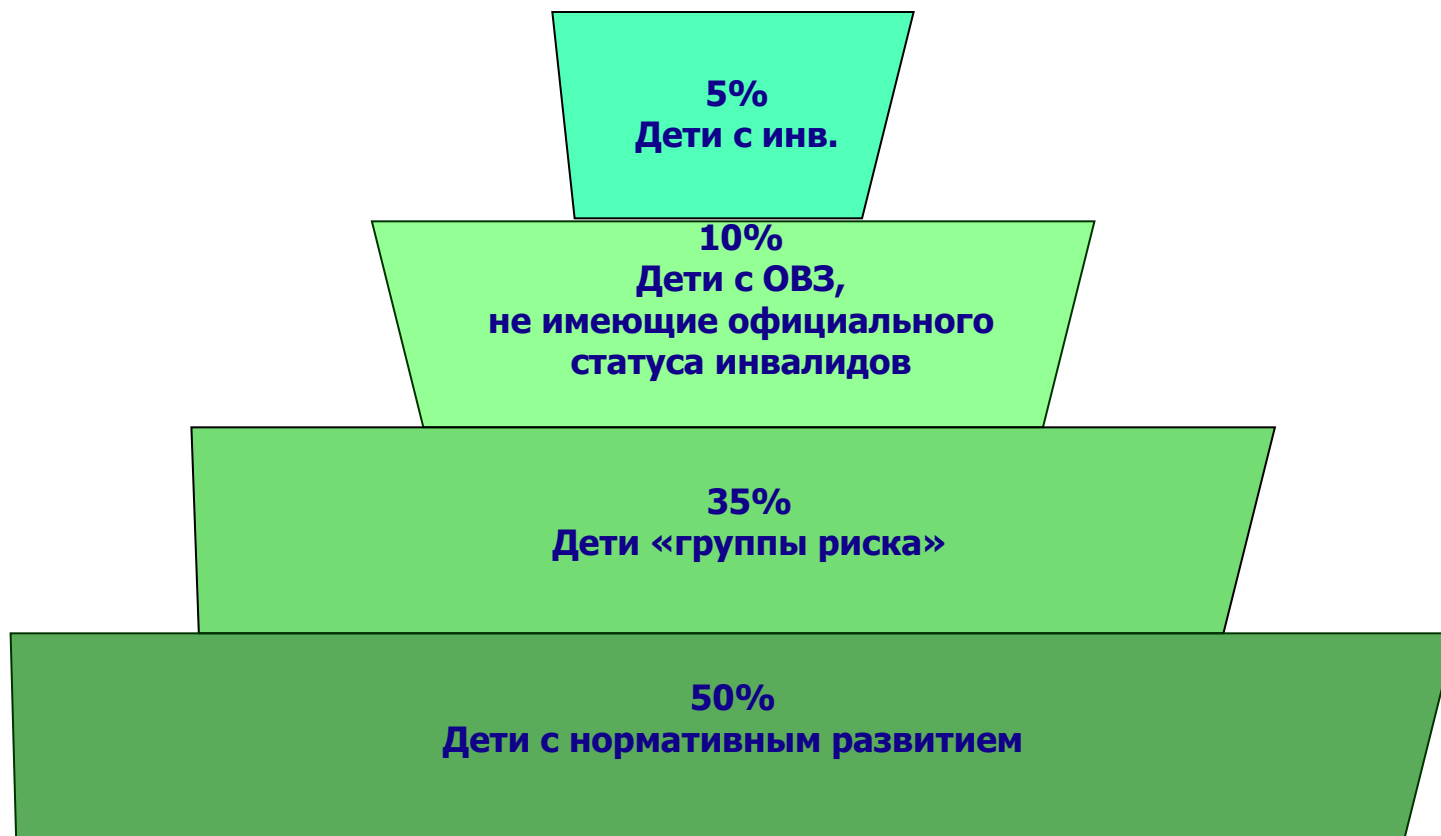 5%
Дети с инв.
10%
Дети с ОВЗ,
не имеющие официального
статуса инвалидов
35%
Дети «группы риска»
50%
Дети с нормативным развитием